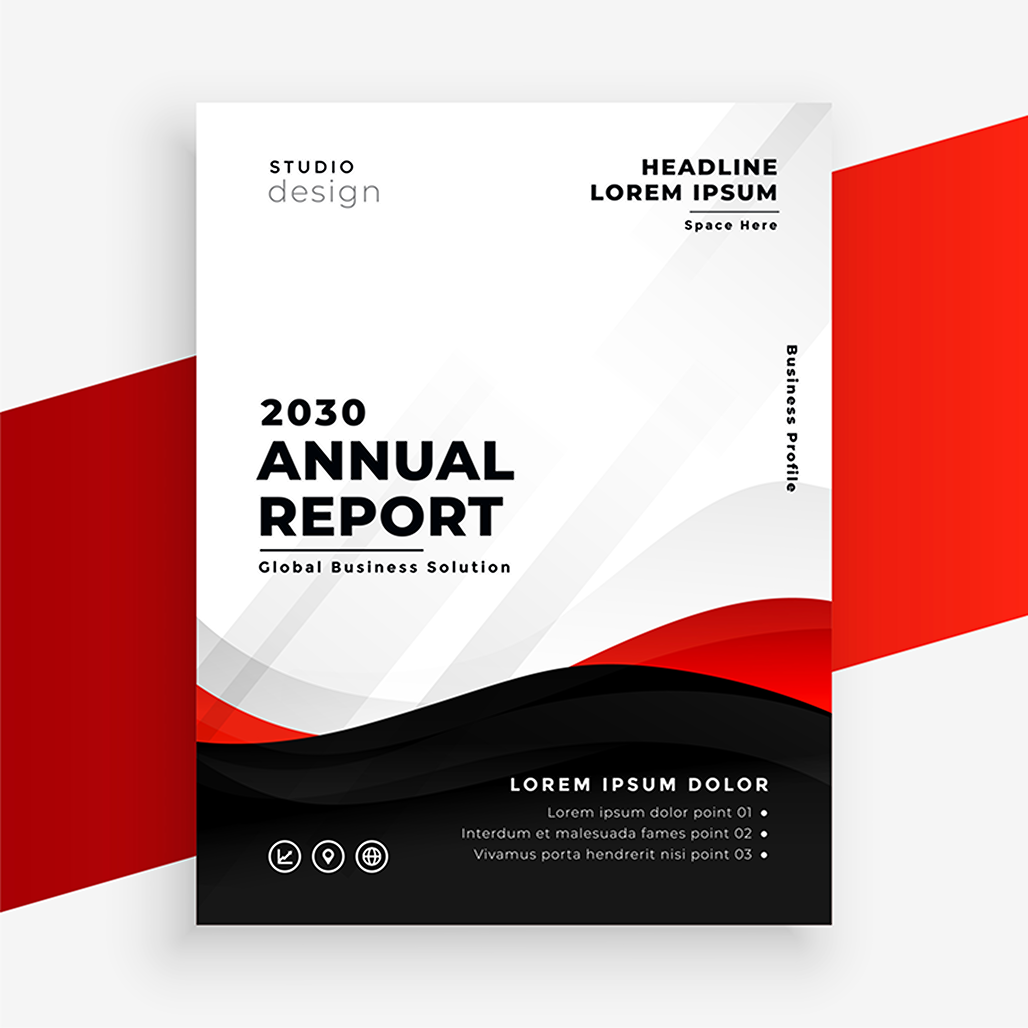 STUDIO
design
HEADLINE
LOREM IPSUM
Space Here
Business Profile
2030
ANNUAL
REPORT
Global Business Solution
LOREM IPSUM DOLOR
Lorem ipsum dolor point 01 •
Interdum et malesuada fames point 02 •
Vivamus porta hendrerit nisi point 03 •